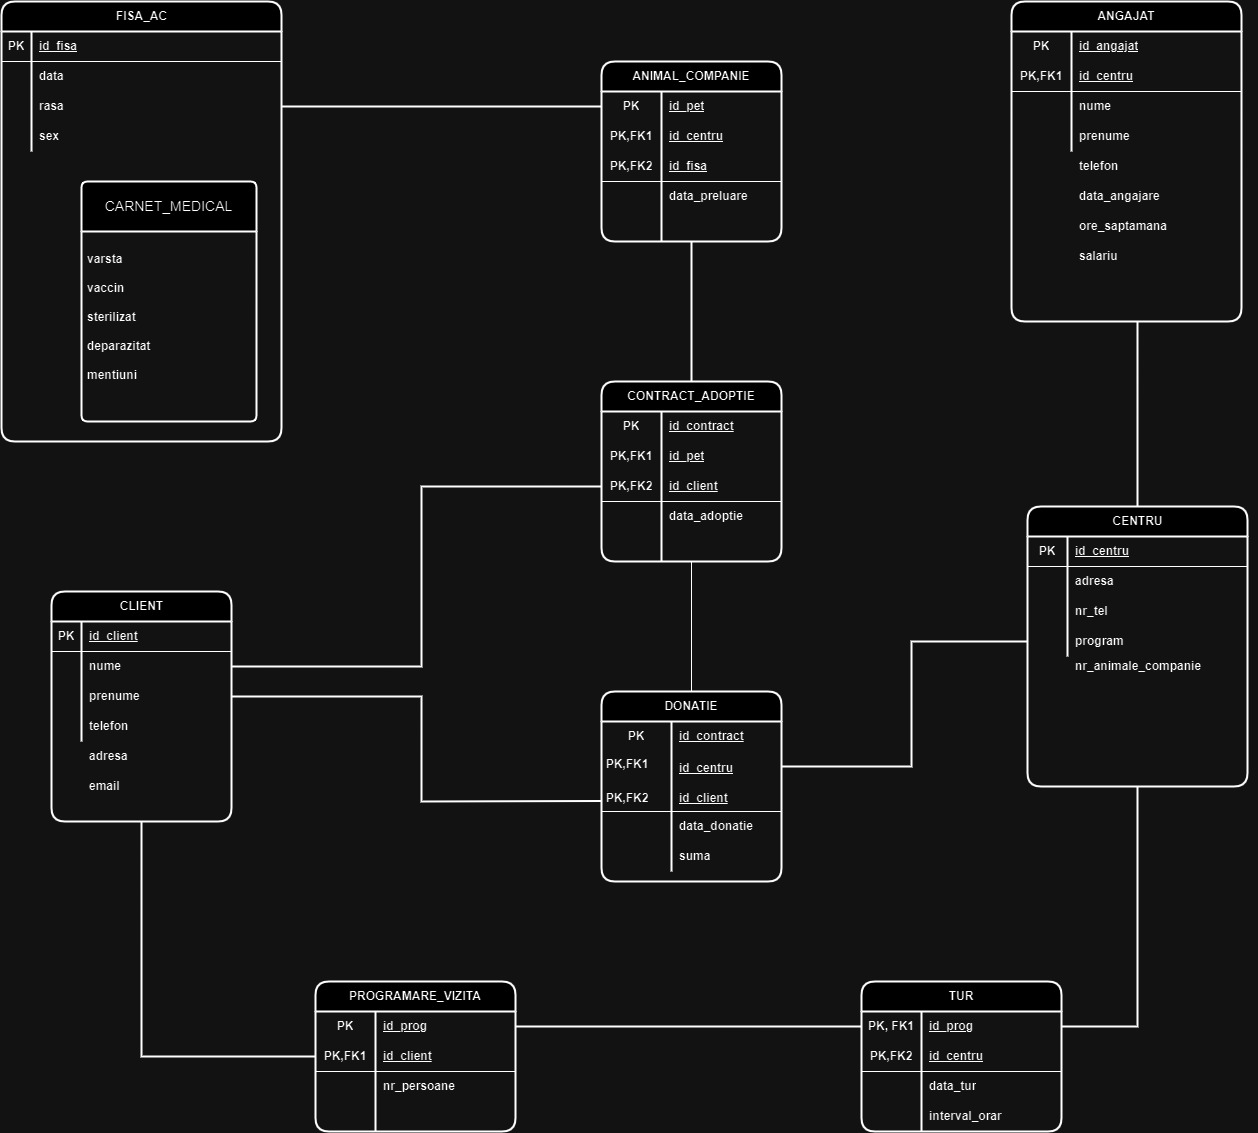 FISA_AC
PK id_fisa
data
rasa
sex
CARNET_MEDICAL
varsta
vaccin
sterilizat
deparazitat
mentiuni
ANIMAL_COMPANIE
PK id_pet
PK,FK1 id_centru
PK,FK2 id_fisa
data_preluare
ANGAJAT
PK id_angajat
PK,FK1 id_centru
nume
prenume
telefon
data_angajare
ore_saptamana
salariu
CONTRACT_ADOPTIE
PK id_contract
PK,FK1 id_pet
PK,FK2 id_client
data_adoptie
CENTRU
PK id_centru
adresa
nr_tel
program
nr_animale_companie
CLIENT
PK id_client
nume
prenume
telefon
adresa
email
DONATIE
PK id_contract
PK,FK1 id_centru
PK,FK2 id_client
data_donatie
suma
PROGRAMARE_VIZITA
PK id_prog
PK,FK1 id_client
nr_persoane
TUR
PK, FK1 id_prog
PK,FK2 id_centru
data_tur
interval_orar